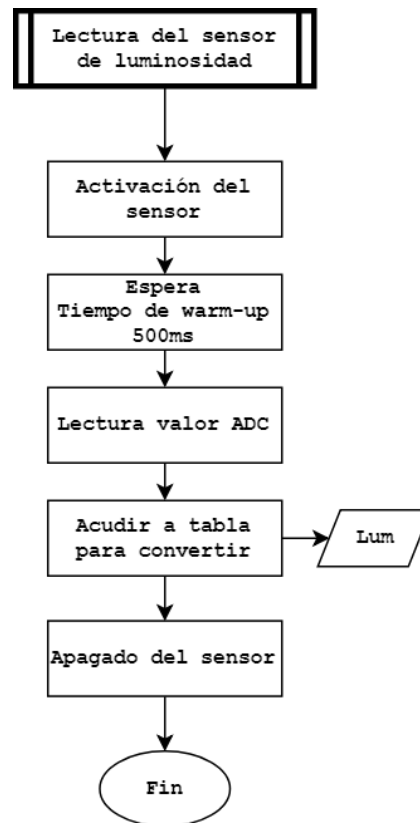 Lectura del sensor
de luminosidad
Activación del
sensor
Espera
Tiempo de warm-up
500ms
Lectura valor ADC
Acudir a tabla
para convertir
Lum
Apagado del sensor
Fin